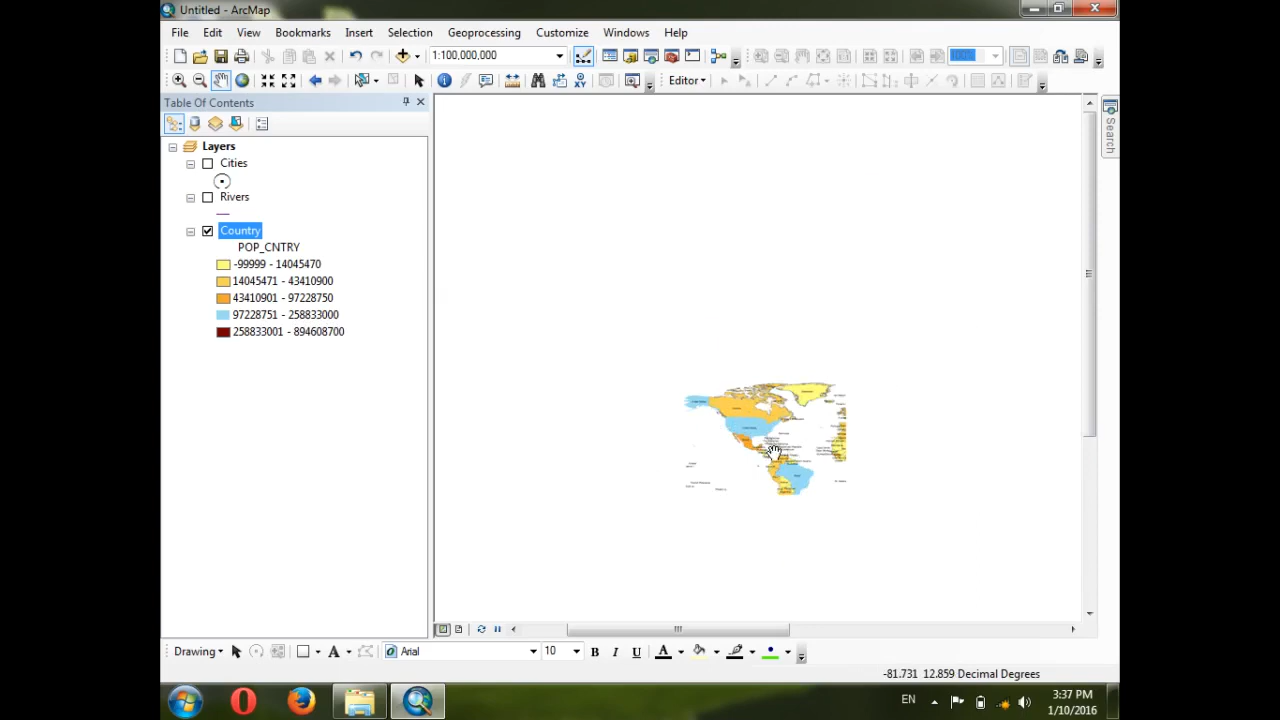 Untitled - ArcMap
File Edit View Bookmarks Insert Selection Geoprocessing Customize Windows Help
1:100,000,000
Editor
Table Of Contents
Layers
Cities
Rivers
Country
POP_CNTRY
-99999 - 14045470
14045471 - 43410900
43410901 - 97228750
97228751 - 258833000
258833001 - 894608700
Search
Drawing
Arial
10
B I U A
-81.731 12.859 Decimal Degrees
EN
3:37 PM
1/10/2016